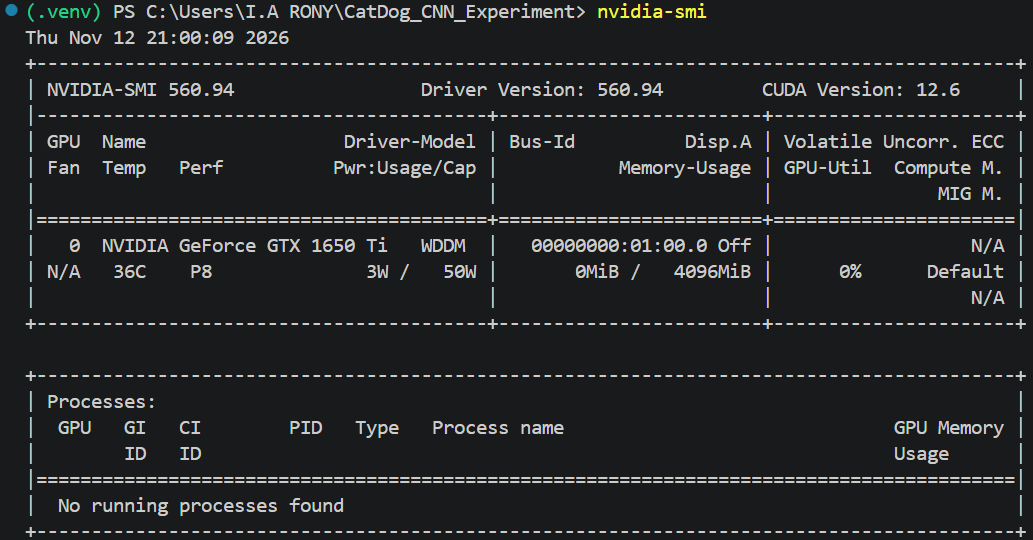 (.venv) PS C:\Users\I.A RONY\CatDog_CNN_Experiment> nvidia-smi
Thu Nov 12 21:00:09 2026
+-----------------------------------------------------------------------------------------+
| NVIDIA-SMI 560.94                 Driver Version: 560.94         CUDA Version: 12.6     |
|-----------------------------------------+------------------------+----------------------+
| GPU  Name                  Driver-Model | Bus-Id          Disp.A | Volatile Uncorr. ECC |
| Fan  Temp   Perf          Pwr:Usage/Cap |           Memory-Usage | GPU-Util  Compute M. |
|                                         |                        |               MIG M. |
|=========================================+========================+======================|
|   0  NVIDIA GeForce GTX 1650 Ti   WDDM  |   00000000:01:00.0 Off |                  N/A |
| N/A   36C    P8              3W /   50W |       0MiB /   4096MiB |      0%      Default |
|                                         |                        |                  N/A |
+-----------------------------------------+------------------------+----------------------+

+-----------------------------------------------------------------------------------------+
| Processes:                                                                              |
|  GPU   GI   CI        PID   Type   Process name                              GPU Memory |
|        ID   ID                                                               Usage      |
|=========================================================================================|
|  No running processes found                                                             |
+-----------------------------------------------------------------------------------------+